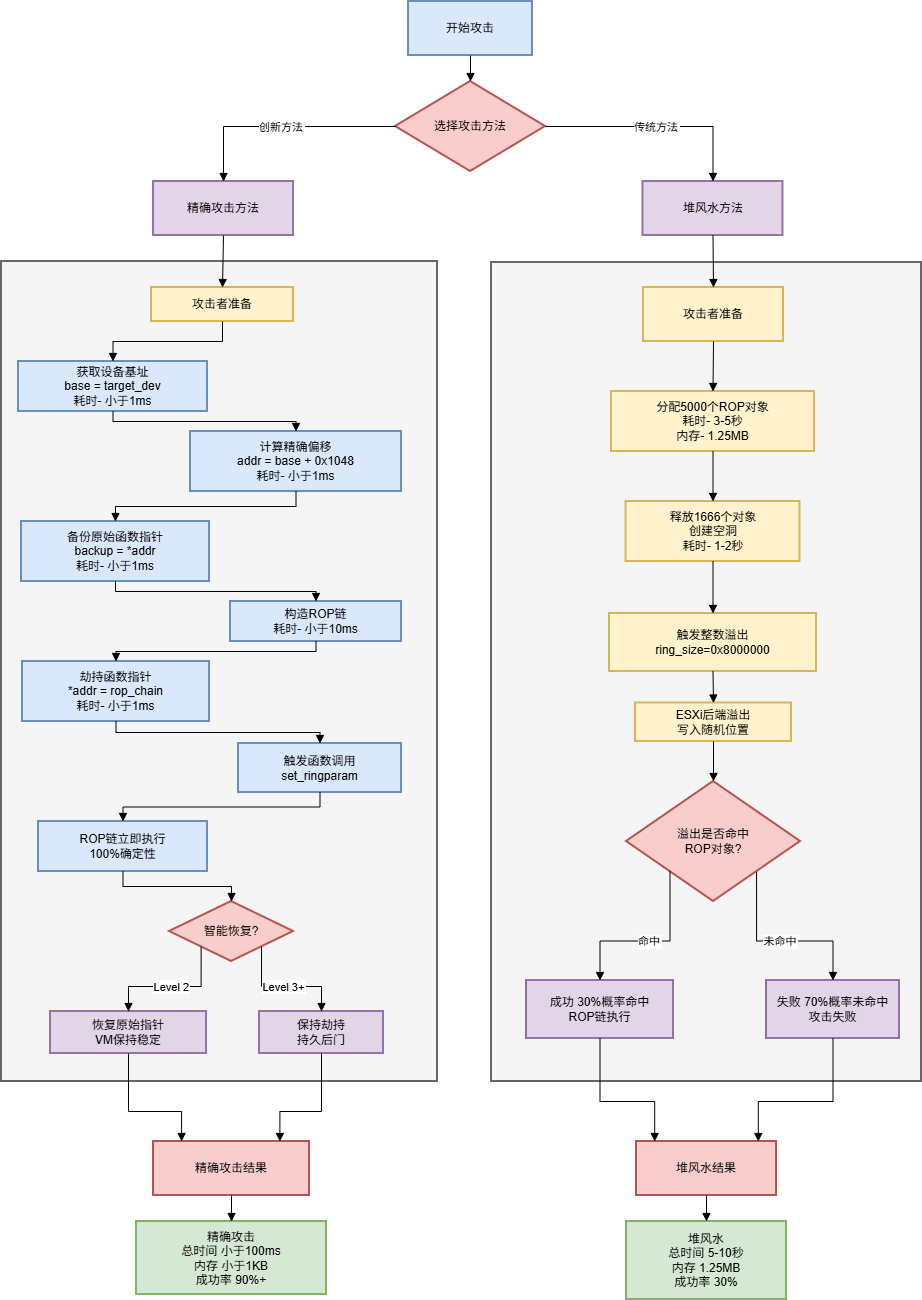 开始攻击
选择攻击方法
创新方法
传统方法
精确攻击方法
堆风水方法
攻击者准备
获取设备基址
base = target_dev
耗时- 小于1ms
计算精确偏移
addr = base + 0x1048
耗时- 小于1ms
备份原始函数指针
backup = *addr
耗时- 小于1ms
构造ROP链
耗时- 小于10ms
劫持函数指针
*addr = rop_chain
耗时- 小于1ms
触发函数调用
set_ringparam
ROP链立即执行
100%确定性
智能恢复?
Level 2
Level 3+
恢复原始指针
VM保持稳定
保持劫持
持久后门
精确攻击结果
精确攻击
总时间 小于100ms
内存 小于1KB
成功率 90%+
攻击者准备
分配5000个ROP对象
耗时- 3-5秒
内存- 1.25MB
释放1666个对象
创建空洞
耗时- 1-2秒
触发整数溢出
ring_size=0x8000000
ESXi后端溢出
写入随机位置
溢出是否命中
ROP对象?
命中
未命中
成功 30%概率命中
ROP链执行
失败 70%概率未命中
攻击失败
堆风水结果
堆风水
总时间 5-10秒
内存 1.25MB
成功率 30%